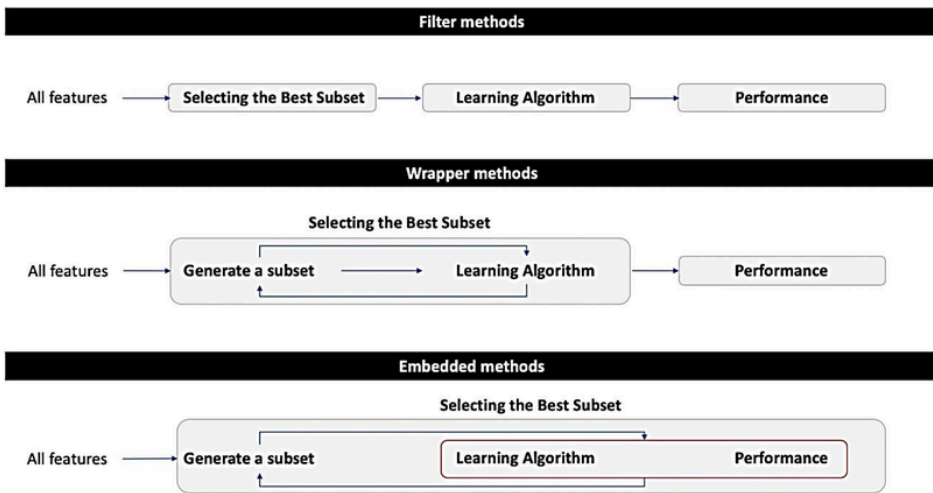 Filter methods
All features
Selecting the Best Subset
Learning Algorithm
Performance
Wrapper methods
Selecting the Best Subset
All features
Generate a subset
Learning Algorithm
Performance
Embedded methods
Selecting the Best Subset
All features
Generate a subset
Learning Algorithm
Performance